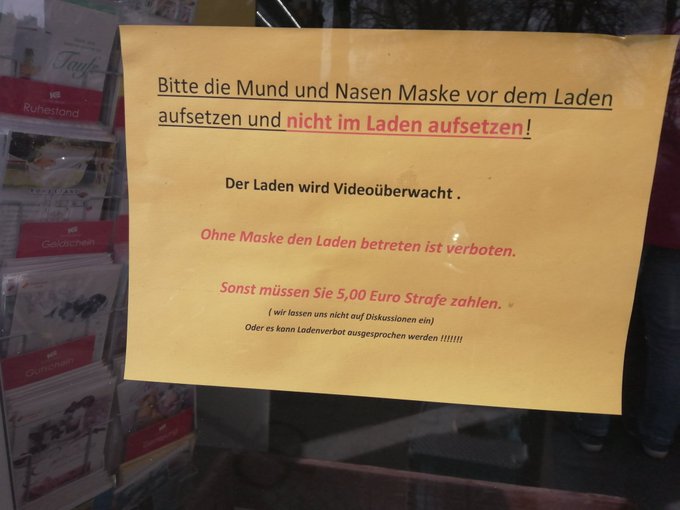 Bitte die Mund und Nasen Maske vor dem Laden
aufsetzen und nicht im Laden aufsetzen!
Der Laden wird Videoüberwacht .
Ohne Maske den Laden betreten ist verboten.
Sonst müssen Sie 5,00 Euro Strafe zahlen.
( wir lassen uns nicht auf Diskussionen ein)
Oder es kann Ladenverbot ausgesprochen werden !!!!!!!
Taufe
Ruhestand
Geldschein
Gutschein